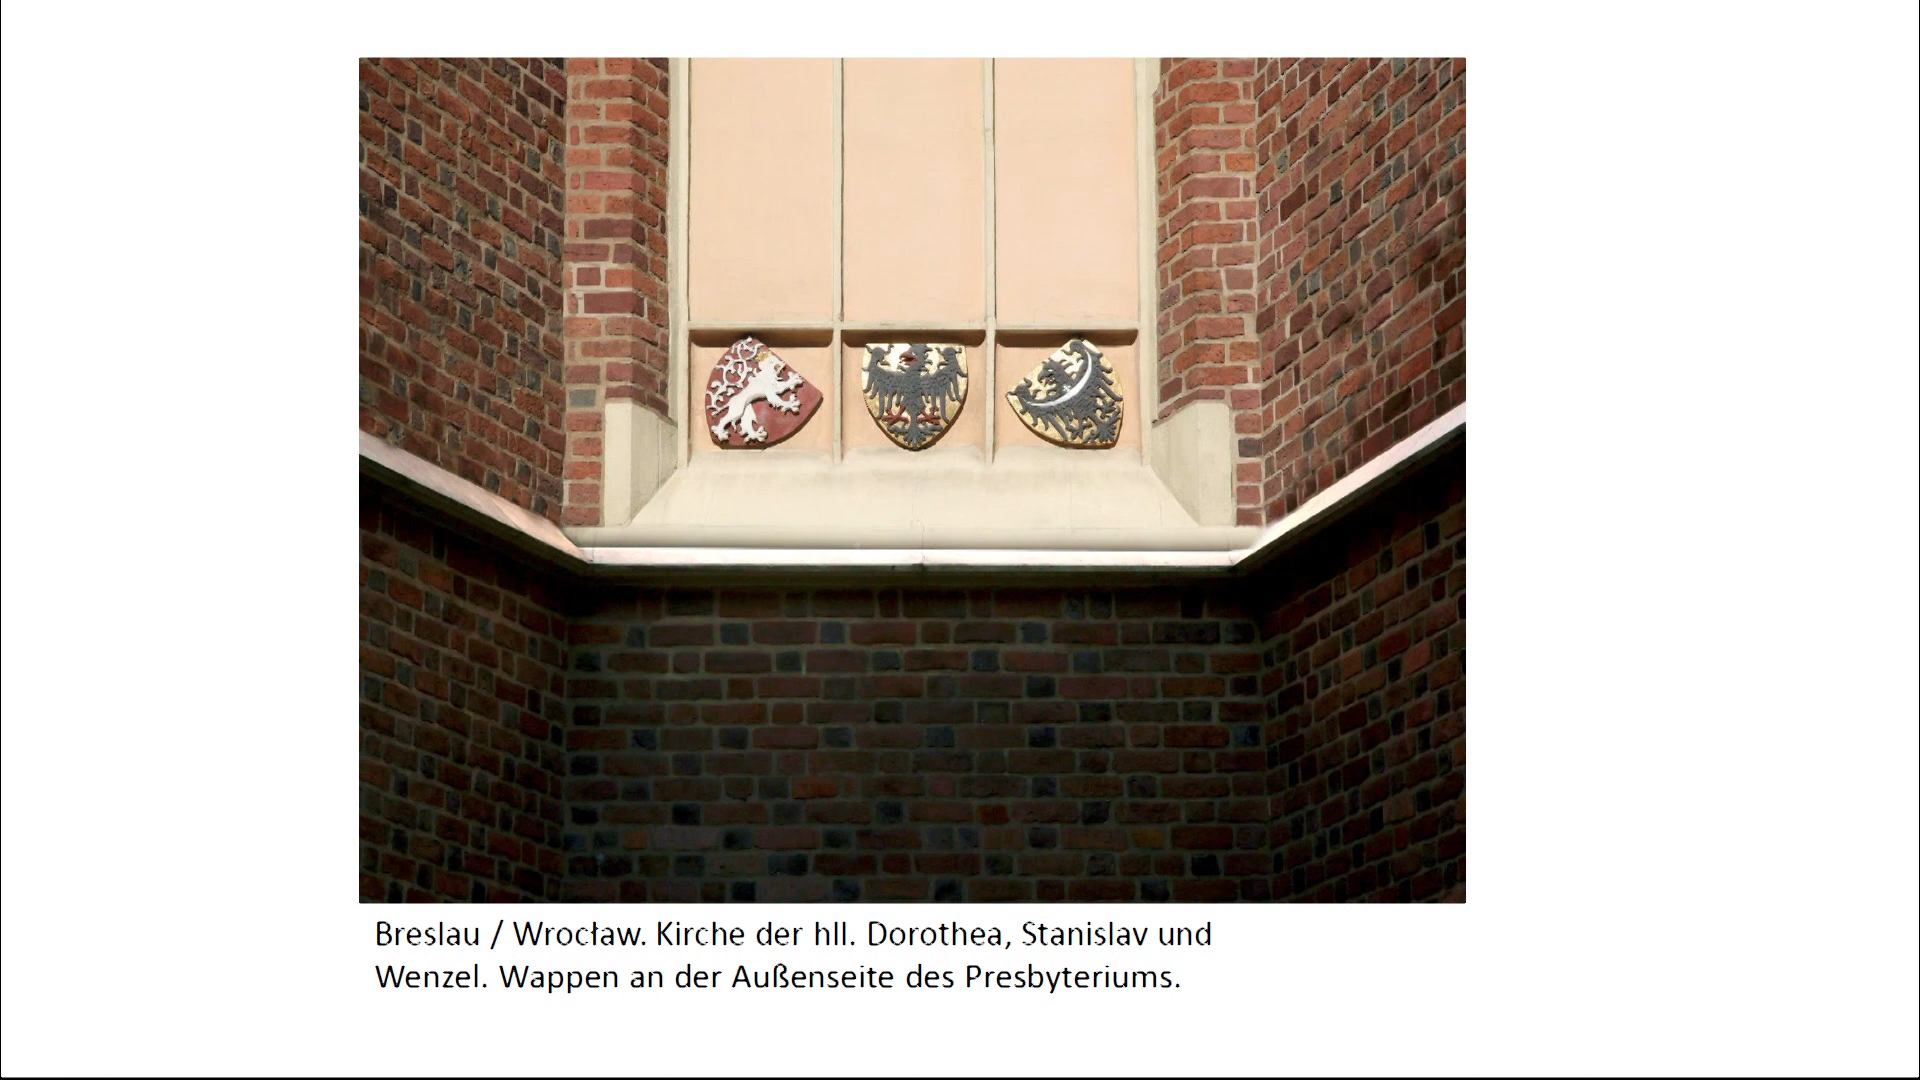 Breslau / Wrocław. Kirche der hll. Dorothea, Stanislav und
Wenzel. Wappen an der Außenseite des Presbyteriums.